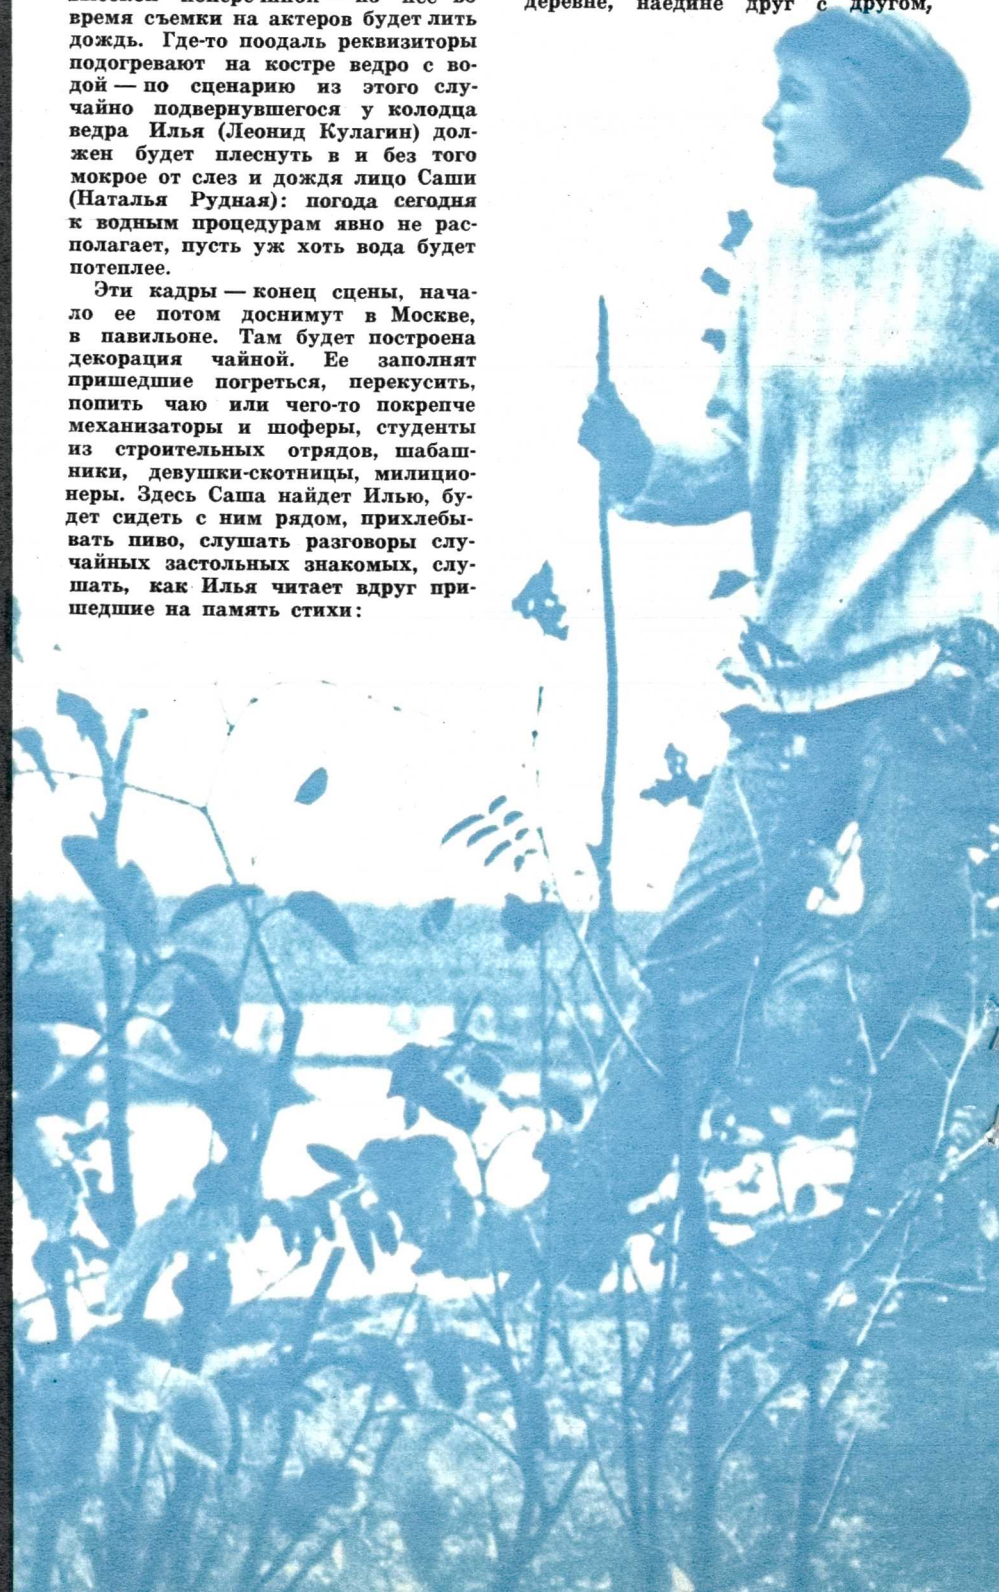 время съемки на актеров будет лить
дождь. Где-то поодаль реквизиторы
подогревают на костре ведро с во-
дой — по сценарию из этого слу-
чайно подвернувшегося у колодца
ведра Илья (Леонид Кулагин) дол-
жен будет плеснуть в и без того
мокрое от слез и дождя лицо Саши
(Наталья Рудная): погода сегодня
к водным процедурам явно не рас-
полагает, пусть уж хоть вода будет
потеплее.
Эти кадры — конец сцены, нача-
ло ее потом доснимут в Москве,
в павильоне. Там будет построена
декорация чайной. Ее заполнят
пришедшие погреться, перекусить,
попить чаю или чего-то покрепче
механизаторы и шоферы, студенты
из строительных отрядов, шабаш-
ники, девушки-скотницы, милицио-
неры. Здесь Саша найдет Илью, бу-
дет сидеть с ним рядом, прихлебы-
вать пиво, слушать разговоры слу-
чайных застольных знакомых, слу-
шать, как Илья читает вдруг при-
шедшие на память стихи:
деревне, наедине друг с другом,